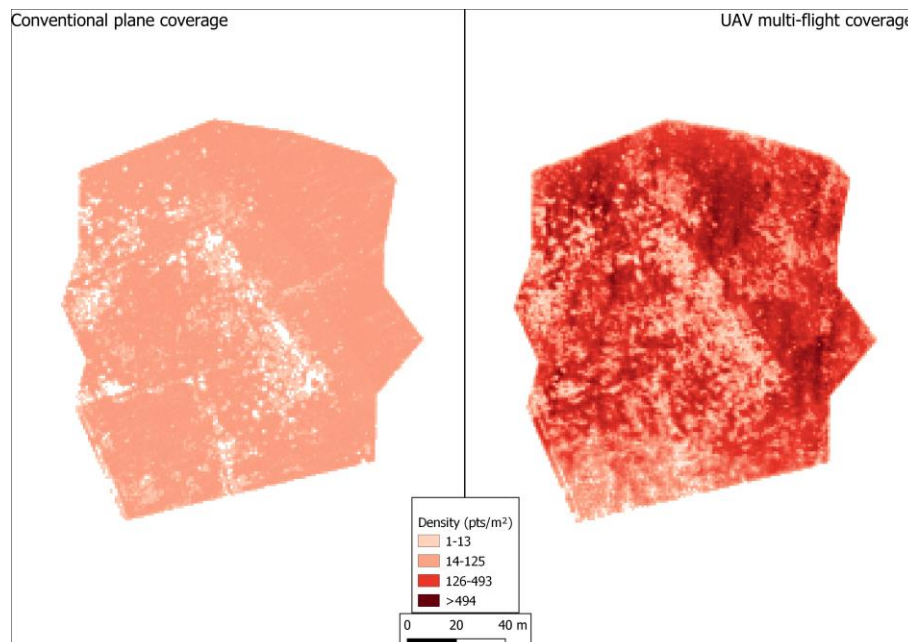 Conventional plane coverage
UAV multi-flight coverage
Density (pts/m²)
1-13
14-125
126-493
>494
0 20 40 m